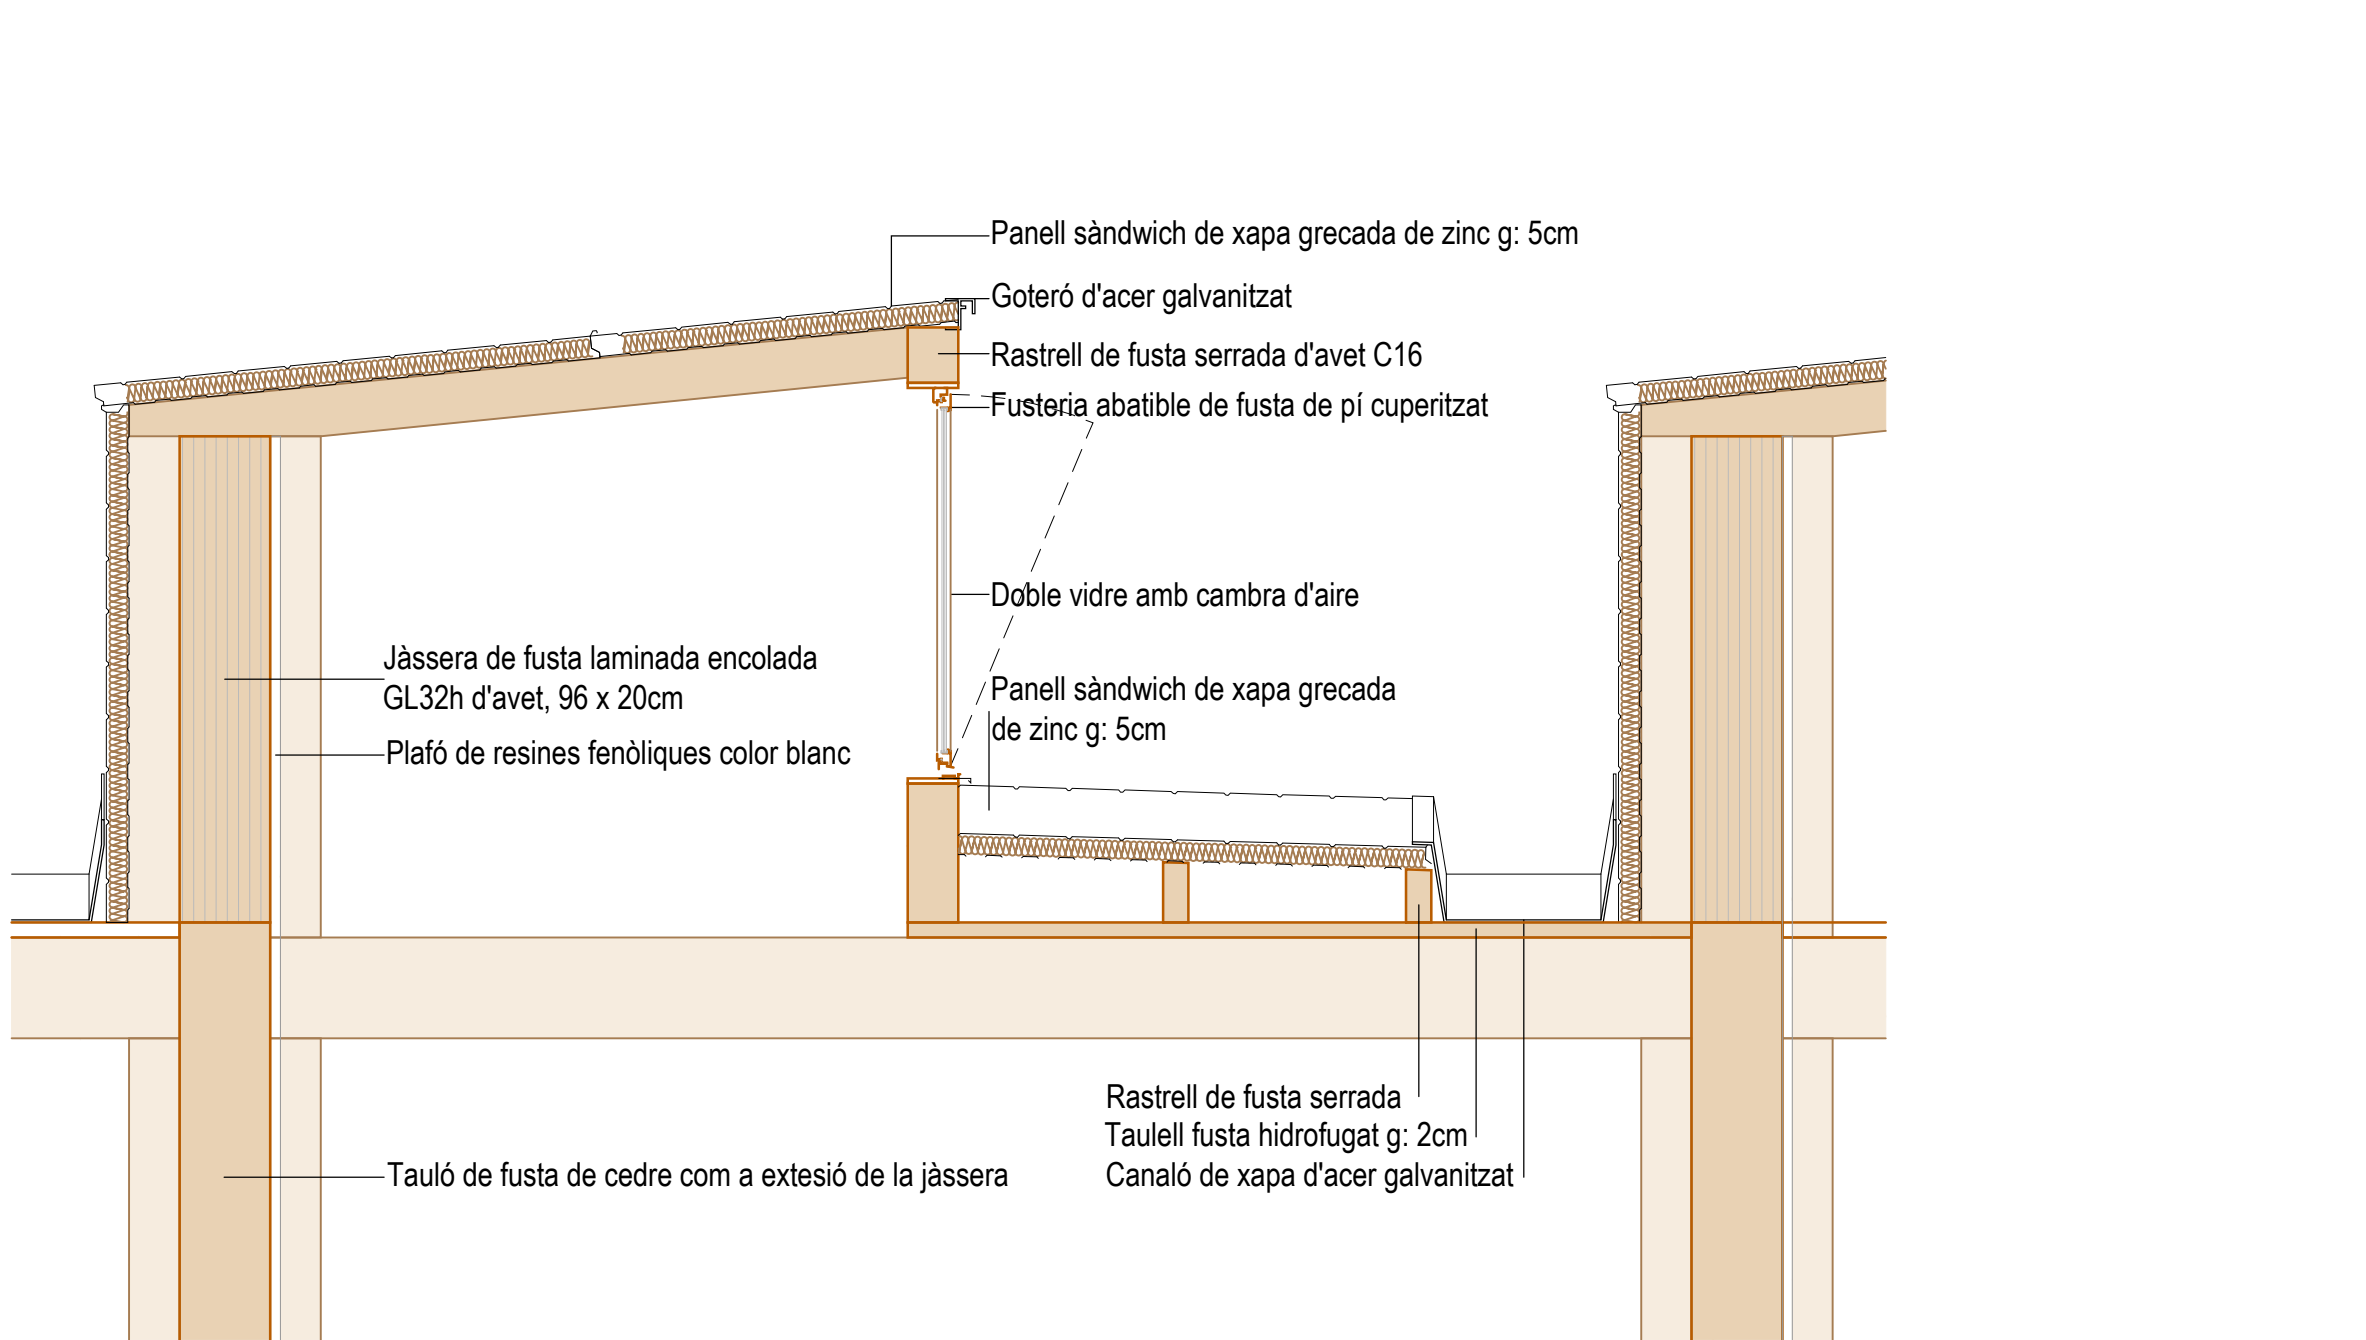 Panell sàndwich de xapa grecada de zinc g: 5cm
Goteró d'acer galvanitzat
Rastrell de fusta serrada d'avet C16
Fusteria abatible de fusta de pí cuperitzat
Doble vidre amb cambra d'aire
Jàssera de fusta laminada encolada
GL32h d'avet, 96 x 20cm
Panell sàndwich de xapa grecada
de zinc g: 5cm
Plafó de resines fenòliques color blanc
Rastrell de fusta serrada
Taulell fusta hidrofugat g: 2cm
Canaló de xapa d'acer galvanitzat
Tauló de fusta de cedre com a extesió de la jàssera